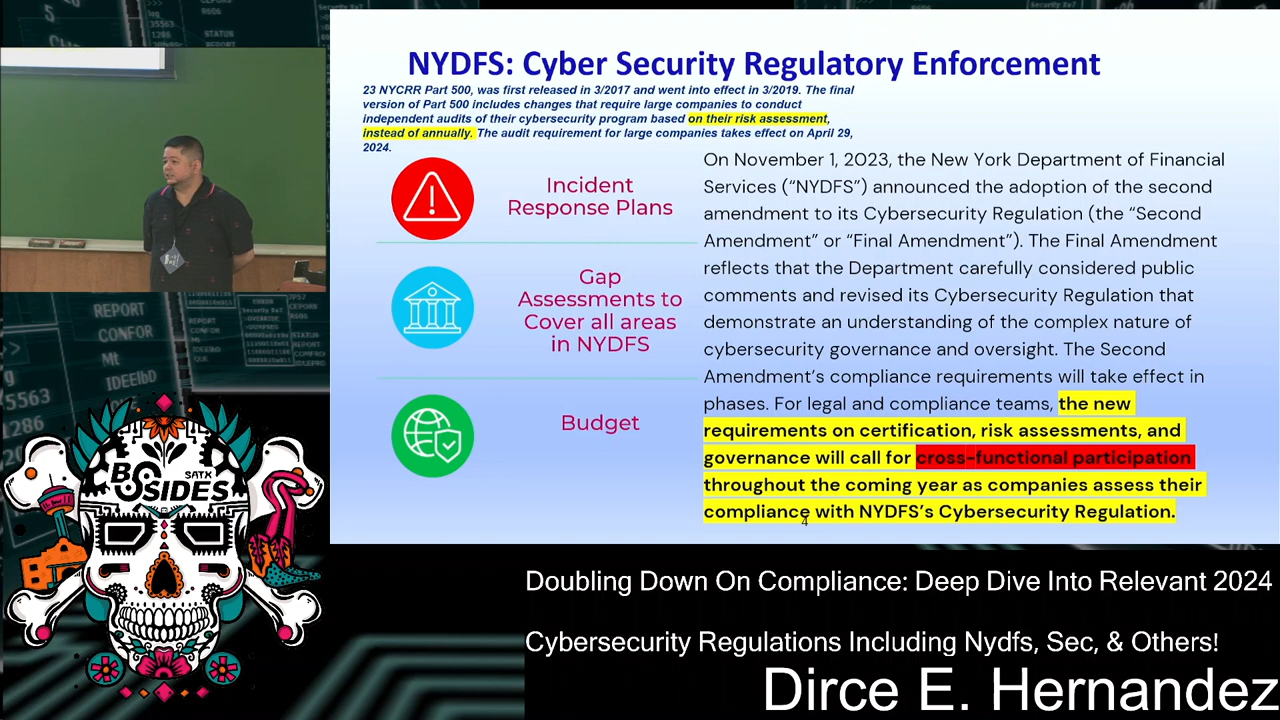 NYDFS: Cyber Security Regulatory Enforcement
23 NYCRR Part 500, was first released in 3/2017 and went into effect in 3/2019. The final
version of Part 500 includes changes that require large companies to conduct
independent audits of their cybersecurity program based on their risk assessment,
instead of annually. The audit requirement for large companies takes effect on April 29,
2024.
Incident
Response Plans
Gap
Assessments to
Cover all areas
in NYDFS
Budget
On November 1, 2023, the New York Department of Financial
Services (“NYDFS”) announced the adoption of the second
amendment to its Cybersecurity Regulation (the “Second
Amendment” or “Final Amendment”). The Final Amendment
reflects that the Department carefully considered public
comments and revised its Cybersecurity Regulation that
demonstrate an understanding of the complex nature of
cybersecurity governance and oversight. The Second
Amendment’s compliance requirements will take effect in
phases. For legal and compliance teams, the new
requirements on certification, risk assessments, and
governance will call for cross-functional participation
throughout the coming year as companies assess their
compliance with NYDFS’s Cybersecurity Regulation.
4
REPORT
CONFOR
IDEEIbD
5563
1286
BSIDES
SATX
Doubling Down On Compliance: Deep Dive Into Relevant 2024
Cybersecurity Regulations Including Nydfs, Sec, & Others!
Dirce E. Hernandez